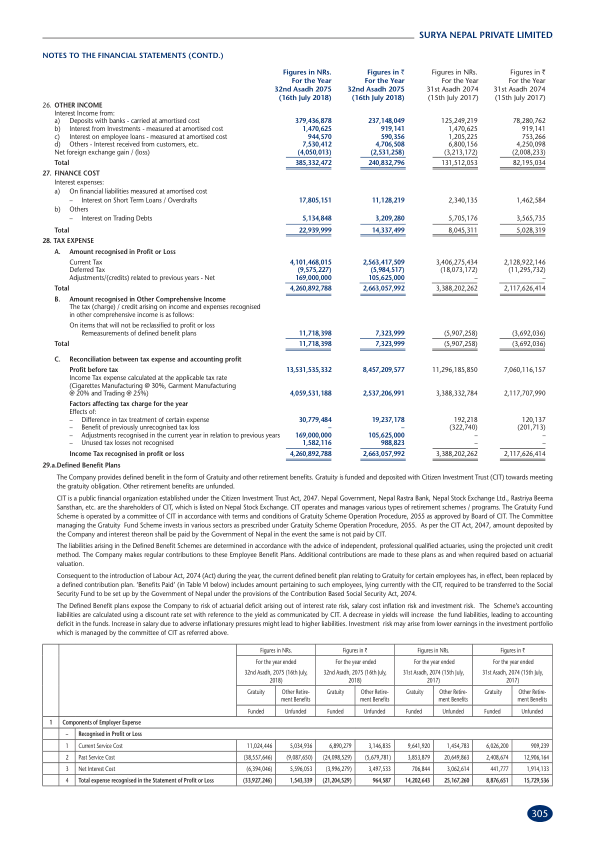 SURYA NEPAL PRIVATE LIMITED
NOTES TO THE FINANCIAL STATEMENTS (CONTD.)
Figures in NRs. Figures in ₹ Figures in NRs. Figures in ₹
For the Year For the Year For the Year For the Year
32nd Asadh 2075 32nd Asadh 2075 31st Asadh 2074 31st Asadh 2074
(16th July 2018) (16th July 2018) (15th July 2017) (15th July 2017)
26. OTHER INCOME
Interest Income from:
a) Deposits with banks - carried at amortised cost 379,436,878 237,148,049 125,249,219 78,280,762
b) Interest from Investments - measured at amortised cost 1,470,625 919,141 1,470,625 919,141
c) Interest on employee loans - measured at amortised cost 944,570 590,356 1,205,225 753,266
d) Others - Interest received from customers, etc. 7,530,412 4,706,508 6,800,156 4,250,098
Net foreign exchange gain / (loss) (4,050,013) (2,531,258) (3,213,172) (2,008,233)
Total 385,332,472 240,832,796 131,512,053 82,195,034
27. FINANCE COST
Interest expenses:
a) On financial liabilities measured at amortised cost
– Interest on Short Term Loans / Overdrafts 17,805,151 11,128,219 2,340,135 1,462,584
b) Others
– Interest on Trading Debts 5,134,848 3,209,280 5,705,176 3,565,735
Total 22,939,999 14,337,499 8,045,311 5,028,319
28. TAX EXPENSE
A. Amount recognised in Profit or Loss
Current Tax 4,101,468,015 2,563,417,509 3,406,275,434 2,128,922,146
Deferred Tax (9,575,227) (5,984,517) (18,073,172) (11,295,732)
Adjustments/(credits) related to previous years - Net 169,000,000 105,625,000 – –
Total 4,260,892,788 2,663,057,992 3,388,202,262 2,117,626,414
B. Amount recognised in Other Comprehensive Income
The tax (charge) / credit arising on income and expenses recognised
in other comprehensive income is as follows:
On items that will not be reclassified to profit or loss
Remeasurements of defined benefit plans 11,718,398 7,323,999 (5,907,258) (3,692,036)
Total 11,718,398 7,323,999 (5,907,258) (3,692,036)
C. Reconciliation between tax expense and accounting profit
Profit before tax 13,531,535,332 8,457,209,577 11,296,185,850 7,060,116,157
Income Tax expense calculated at the applicable tax rate
(Cigarettes Manufacturing @ 30%, Garment Manufacturing
@ 20% and Trading @ 25%) 4,059,531,188 2,537,206,991 3,388,332,784 2,117,707,990
Factors affecting tax charge for the year
Effects of:
– Difference in tax treatment of certain expense 30,779,484 19,237,178 192,218 120,137
– Benefit of previously unrecognised tax loss – – (322,740) (201,713)
– Adjustments recognised in the current year in relation to previous years 169,000,000 105,625,000 – –
– Unused tax losses not recognised 1,582,116 988,823 – –
Income Tax recognised in profit or loss 4,260,892,788 2,663,057,992 3,388,202,262 2,117,626,414
29.a.Defined Benefit Plans
The Company provides defined benefit in the form of Gratuity and other retirement benefits. Gratuity is funded and deposited with Citizen Investment Trust (CIT) towards meeting
the gratuity obligation. Other retirement benefits are unfunded.
CIT is a public financial organization established under the Citizen Investment Trust Act, 2047. Nepal Government, Nepal Rastra Bank, Nepal Stock Exchange Ltd., Rastriya Beema
Sansthan, etc. are the shareholders of CIT, which is listed on Nepal Stock Exchange. CIT operates and manages various types of retirement schemes / programs. The Gratuity Fund
Scheme is operated by a committee of CIT in accordance with terms and conditions of Gratuity Scheme Operation Procedure, 2055 as approved by Board of CIT. The Committee
managing the Gratuity Fund Scheme invests in various sectors as prescribed under Gratuity Scheme Operation Procedure, 2055. As per the CIT Act, 2047, amount deposited by
the Company and interest thereon shall be paid by the Government of Nepal in the event the same is not paid by CIT.
The liabilities arising in the Defined Benefit Schemes are determined in accordance with the advice of independent, professional qualified actuaries, using the projected unit credit
method. The Company makes regular contributions to these Employee Benefit Plans. Additional contributions are made to these plans as and when required based on actuarial
valuation.
Consequent to the introduction of Labour Act, 2074 (Act) during the year, the current defined benefit plan relating to Gratuity for certain employees has, in effect, been replaced by
a defined contribution plan. 'Benefits Paid' (in Table VI below) includes amount pertaining to such employees, lying currently with CIT, required to be transferred to the Social
Security Fund to be set up by the Government of Nepal under the provisions of the Contribution Based Social Security Act, 2074.
The Defined Benefit plans expose the Company to risk of actuarial deficit arising out of interest rate risk, salary cost inflation risk and investment risk. The Scheme's accounting
liabilities are calculated using a discount rate set with reference to the yield as communicated by CIT. A decrease in yields will increase the fund liabilities, leading to accounting
deficit in the funds. Increase in salary due to adverse inflationary pressures might lead to higher liabilities. Investment risk may arise from lower earnings in the investment portfolio
which is managed by the committee of CIT as referred above.
Figures in NRs. Figures in ₹ Figures in NRs. Figures in ₹
For the year ended For the year ended For the year ended For the year ended
32nd Asadh, 2075 (16th July, 32nd Asadh, 2075 (16th July, 31st Asadh, 2074 (15th July, 31st Asadh, 2074 (15th July,
2018) 2018) 2017) 2017)
Gratuity Other Retire- Gratuity Other Retire- Gratuity Other Retire- Gratuity Other Retire-
ment Benefits ment Benefits ment Benefits ment Benefits
Funded Unfunded Funded Unfunded Funded Unfunded Funded Unfunded
1 Components of Employer Expense
– Recognised in Profit or Loss
1 Current Service Cost 11,024,446 5,034,936 6,890,279 3,146,835 9,641,920 1,454,783 6,026,200 909,239
2 Past Service Cost (38,557,646) (9,087,650) (24,098,529) (5,679,781) 3,853,879 20,649,863 2,408,674 12,906,164
3 Net Interest Cost (6,394,046) 5,596,053 (3,996,279) 3,497,533 706,844 3,062,614 441,777 1,914,133
4 Total expense recognised in the Statement of Profit or Loss (33,927,246) 1,543,339 (21,204,529) 964,587 14,202,643 25,167,260 8,876,651 15,729,536
305